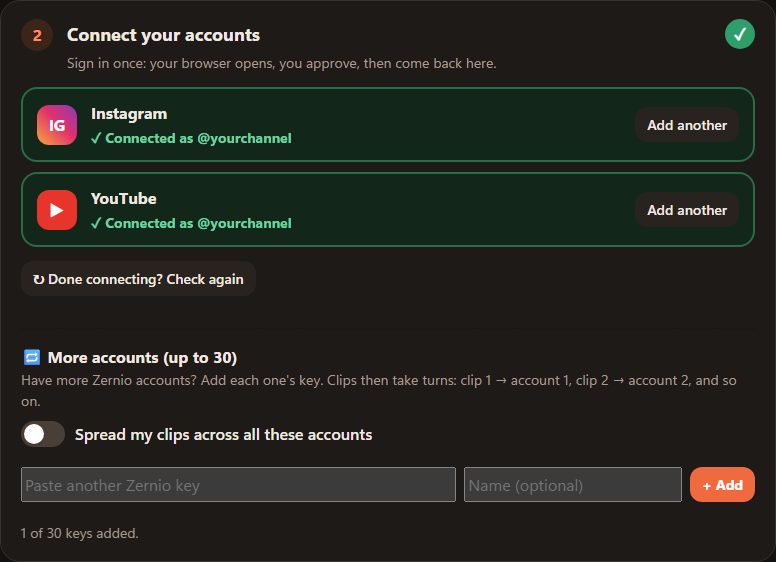 2
Connect your accounts
✓
Sign in once: your browser opens, you approve, then come back here.
IG
Instagram
✓ Connected as @yourchannel
Add another
YouTube
✓ Connected as @yourchannel
Add another
↻ Done connecting? Check again
🔁 More accounts (up to 30)
Have more Zernio accounts? Add each one's key. Clips then take turns: clip 1 → account 1, clip 2 → account 2, and so
on.
Spread my clips across all these accounts
Paste another Zernio key
Name (optional)
+ Add
1 of 30 keys added.